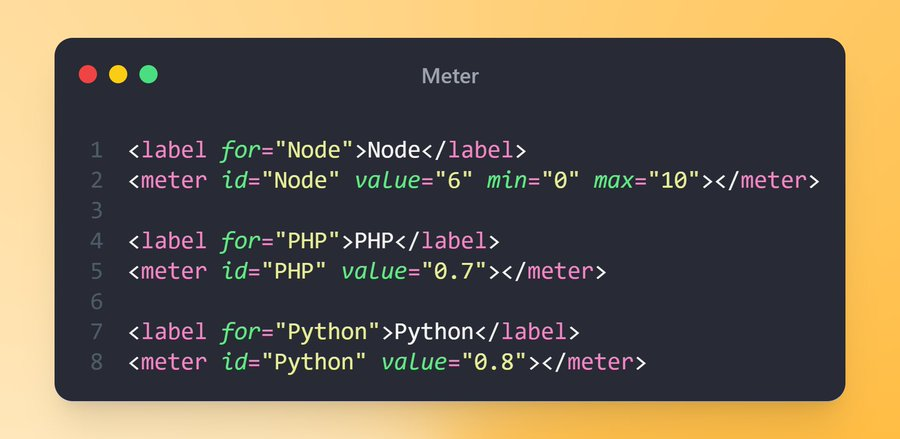 Meter
1 <label for="Node">Node</label>
2 <meter id="Node" value="6" min="0" max="10"></meter>
3
4 <label for="PHP">PHP</label>
5 <meter id="PHP" value="0.7"></meter>
6
7 <label for="Python">Python</label>
8 <meter id="Python" value="0.8"></meter>